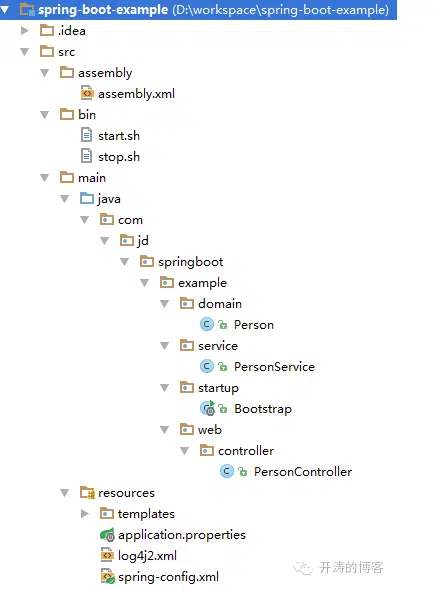 spring-boot-example (D:\workspace\spring-boot-example)
.idea
src
assembly
assembly.xml
bin
start.sh
stop.sh
main
java
com
jd
springboot
example
domain
Person
service
PersonService
startup
Bootstrap
web
controller
PersonController
resources
templates
application.properties
log4j2.xml
spring-config.xml
开涛的博客